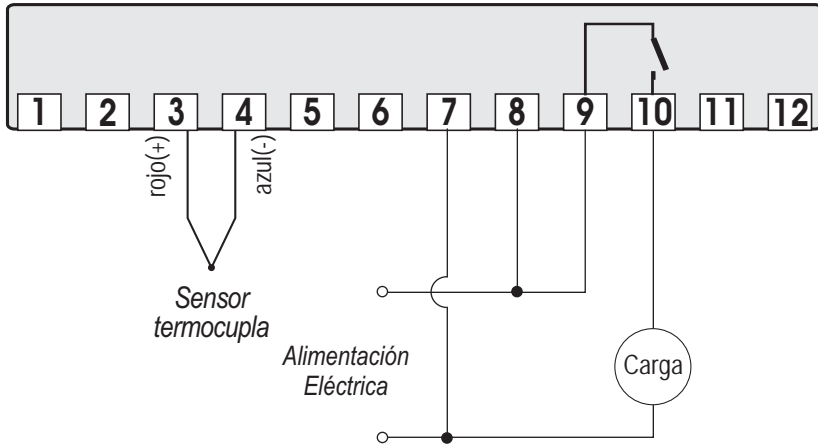 1 2 3 4 5 6 7 8 9 10 11 12
rojo(+)
azul(-)
Sensor
termocupla
Alimentación
Eléctrica
Carga